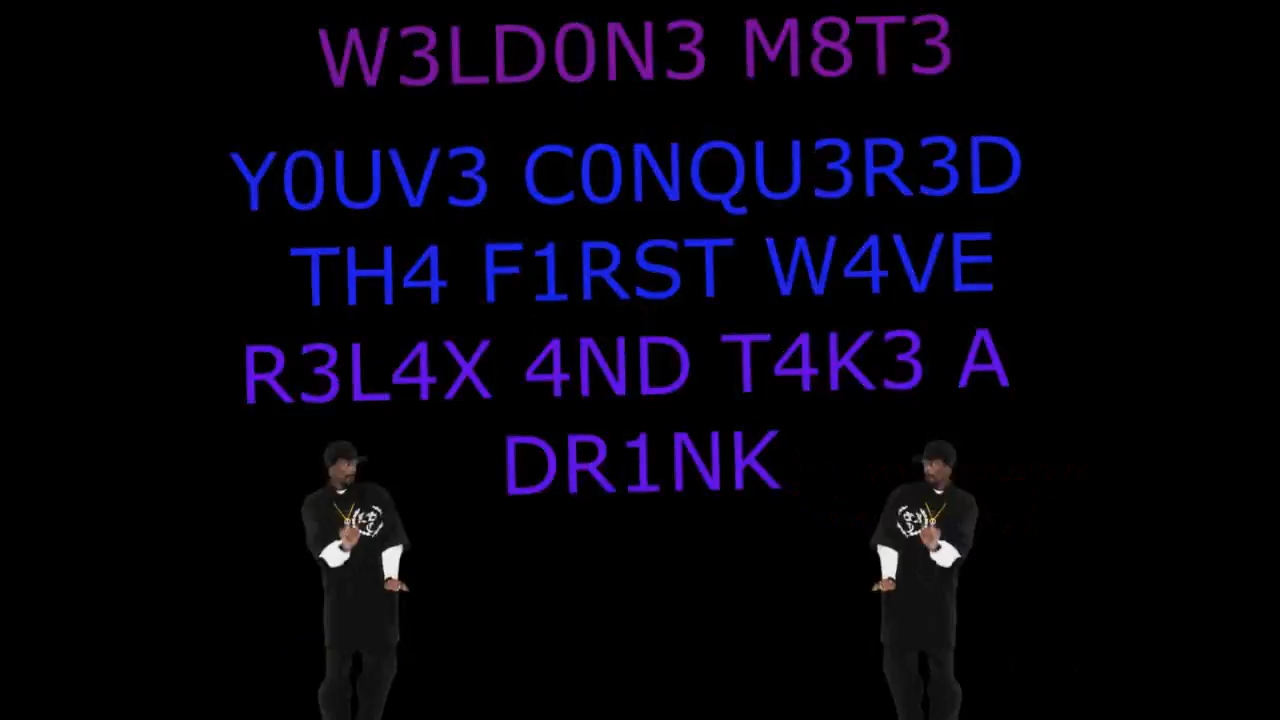 W3LD0N3 M8T3
Y0UV3 C0NQU3R3D
TH4 F1RST W4VE
R3L4X 4ND T4K3 A
DR1NK